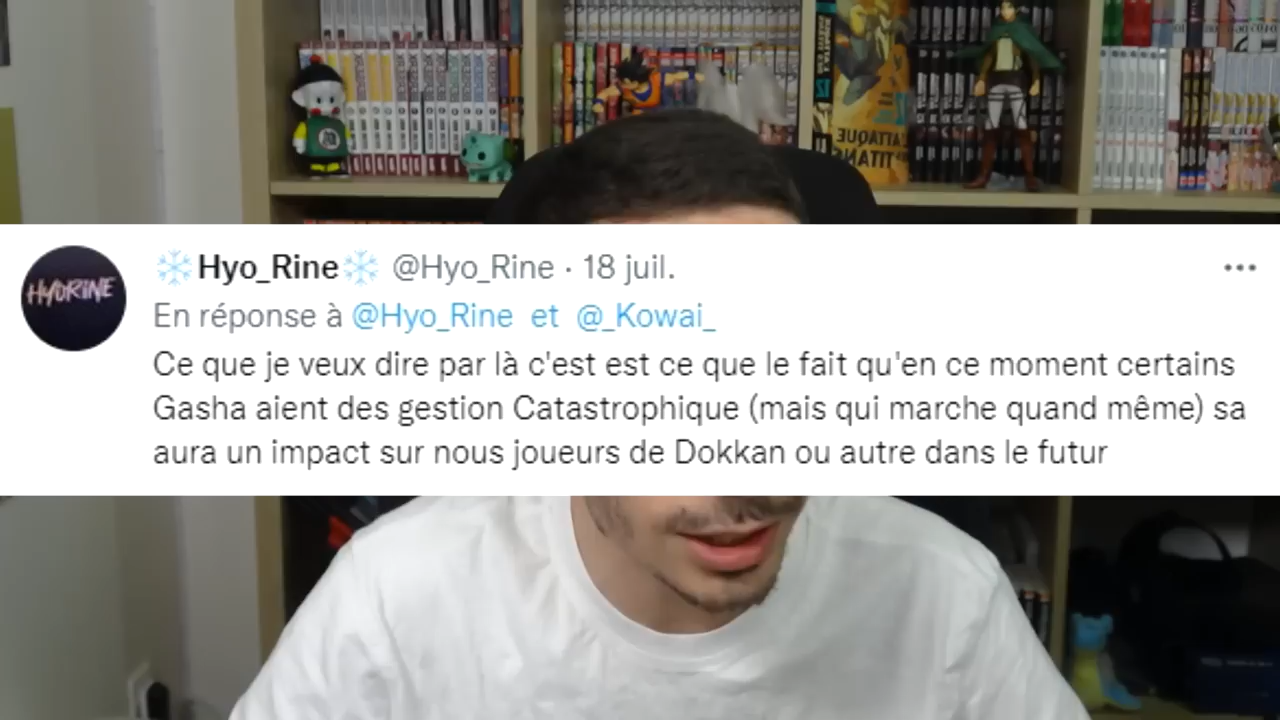 L'ATTAQUE
TITANS
HYORINE
❄Hyo_Rine❄ @Hyo_Rine · 18 juil.
En réponse à @Hyo_Rine et @_Kowai_
Ce que je veux dire par là c'est est ce que le fait qu'en ce moment certains
Gasha aient des gestion Catastrophique (mais qui marche quand même) sa
aura un impact sur nous joueurs de Dokkan ou autre dans le futur